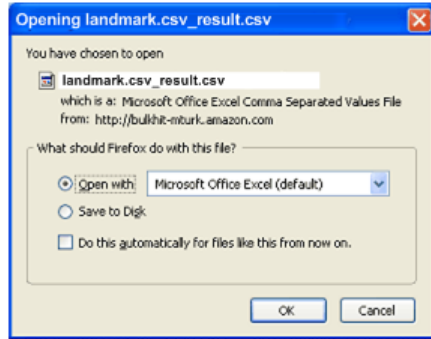 Opening landmark.csv_result.csv
You have chosen to open
landmark.csv_result.csv
which is a: Microsoft Office Excel Comma Separated Values File
from: http://bulkhit-mturk.amazon.com
What should Firefox do with this file?
Open with Microsoft Office Excel (default)
Save to Disk
Do this automatically for files like this from now on.
OK Cancel